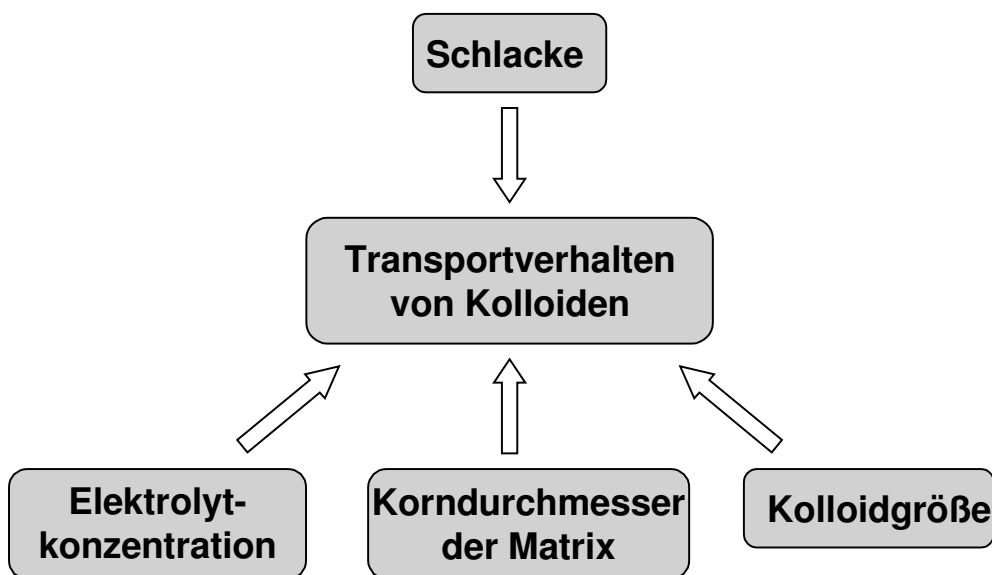 Schlacke
Transportverhalten
von Kolloiden
Elektrolyt-
konzentration
Korndurchmesser
der Matrix
Kolloidgröße